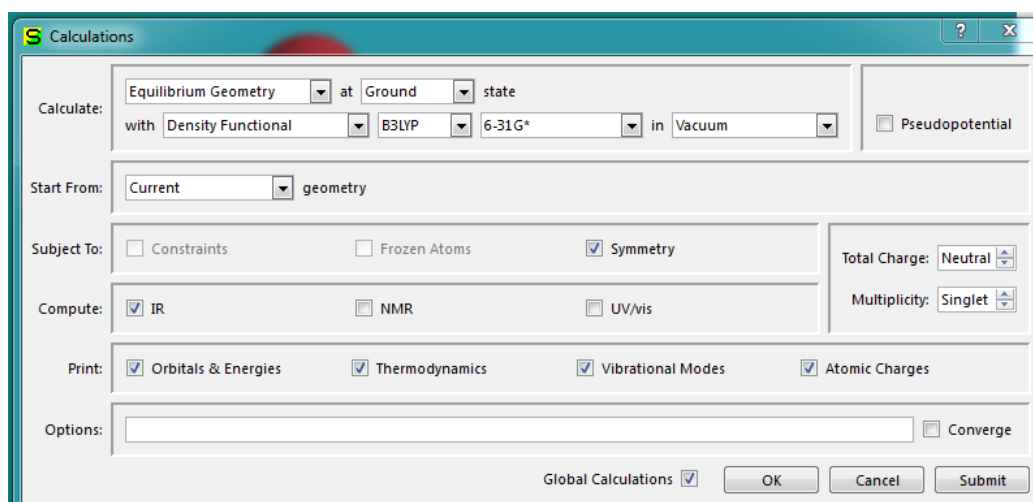 S Calculations ? X
Calculate: Equilibrium Geometry at Ground state
with Density Functional B3LYP 6-31G* in Vacuum Pseudopotential
Start From: Current geometry
Subject To: Constraints Frozen Atoms Symmetry
Total Charge: Neutral
Compute: IR NMR UV/vis
Multiplicity: Singlet
Print: Orbitals & Energies Thermodynamics Vibrational Modes Atomic Charges
Options: Converge
Global Calculations OK Cancel Submit